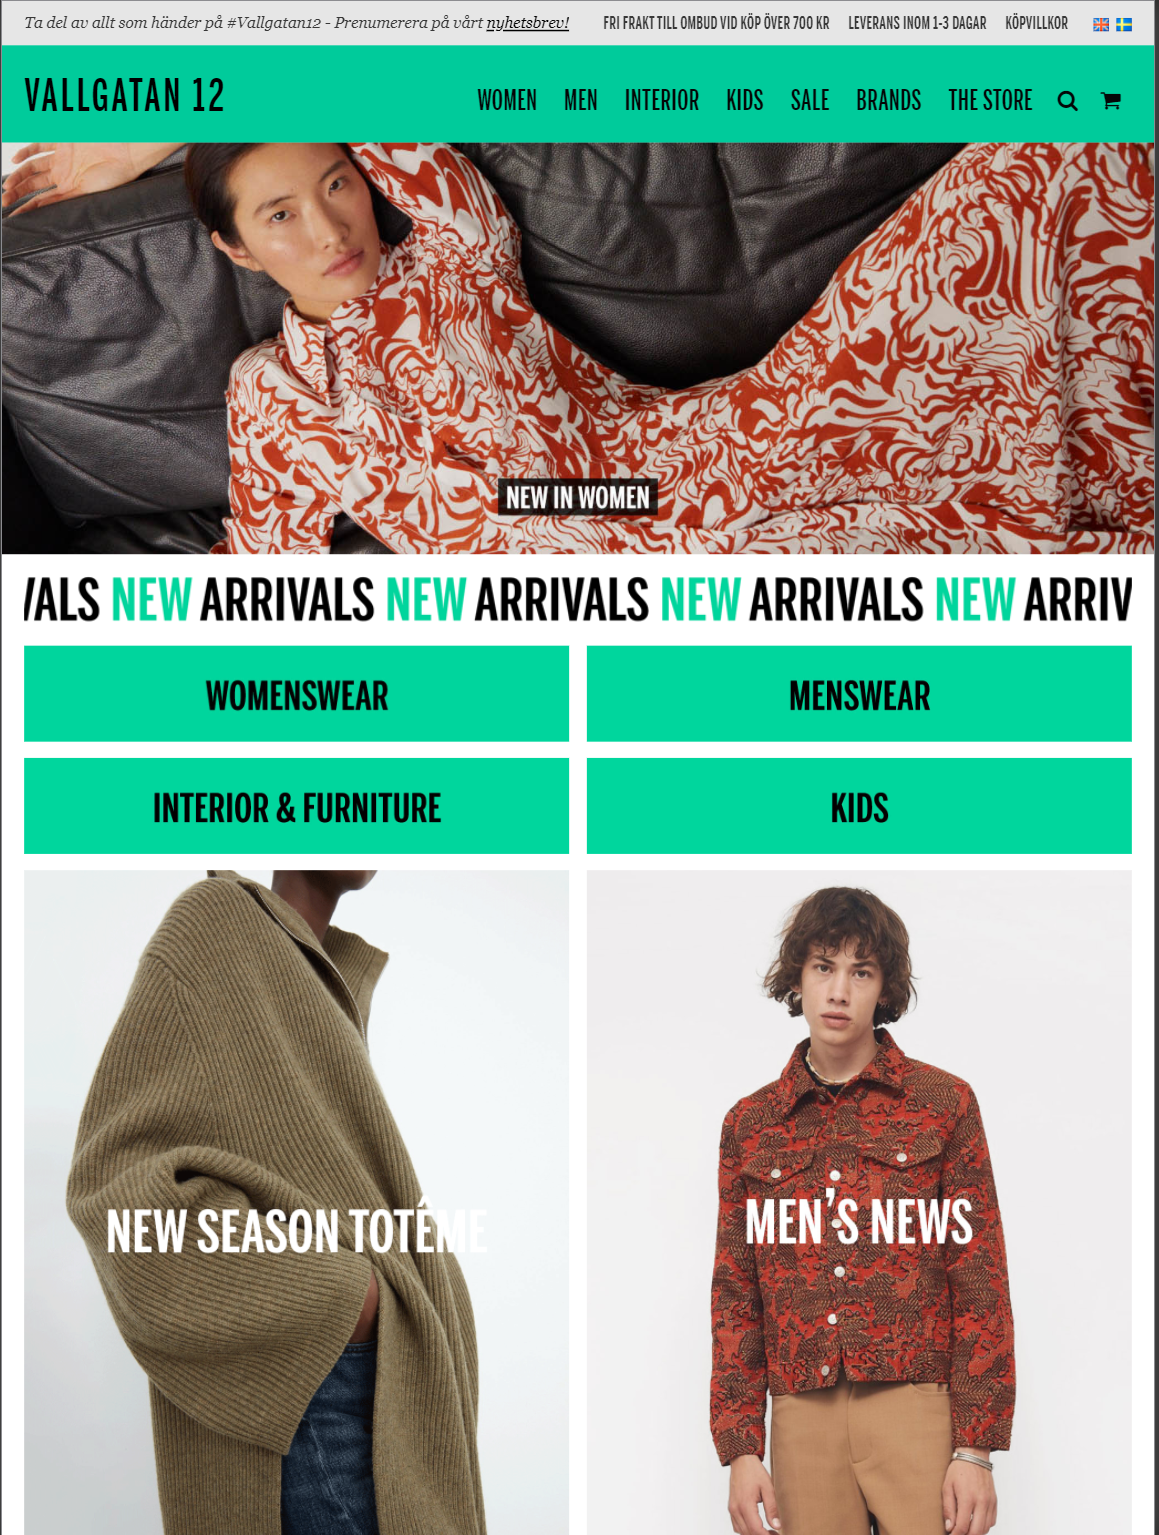 Ta del av allt som händer på #Vallgatan12 - Prenumerera på vårt nyhetsbrev! FRI FRAKT TILL OMBUD VID KÖP ÖVER 700 KR LEVERANS INOM 1-3 DAGAR KÖPVILLKOR
VALLGATAN 12 WOMEN MEN INTERIOR KIDS SALE BRANDS THE STORE
NEW IN WOMEN
VALS NEW ARRIVALS NEW ARRIVALS NEW ARRIVALS NEW ARRIV
WOMENSWEAR MENSWEAR
INTERIOR & FURNITURE KIDS
NEW SEASON TOTÊME MEN'S NEWS